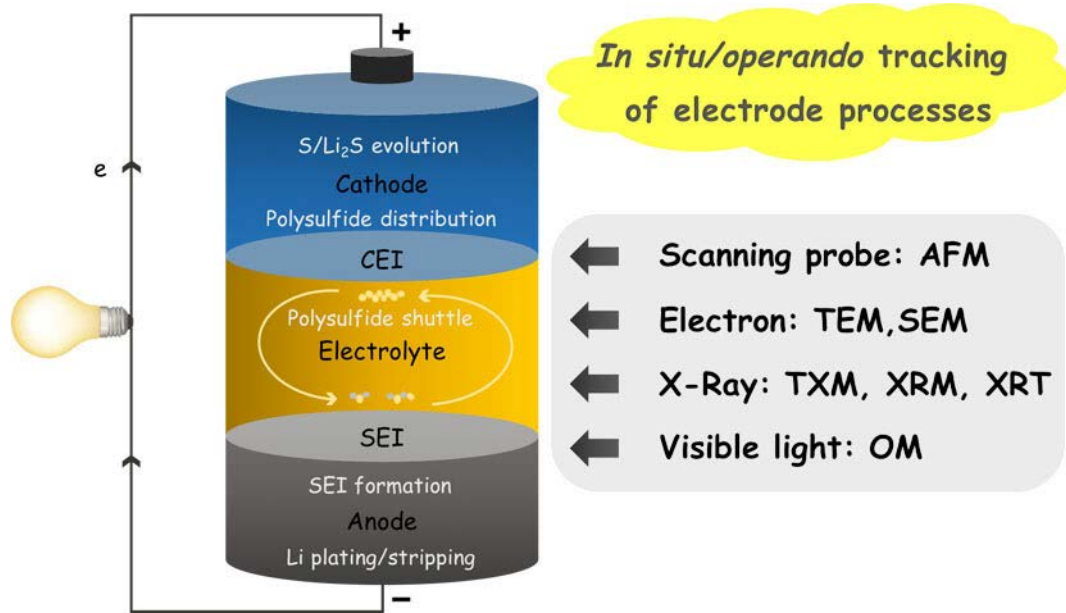 In situ/operando tracking
of electrode processes
+
e
S/Li₂S evolution
Cathode
Polysulfide distribution
CEI
Polysulfide shuttle
Electrolyte
SEI
SEI formation
Anode
Li plating/stripping
−
Scanning probe: AFM
Electron: TEM,SEM
X-Ray: TXM, XRM, XRT
Visible light: OM